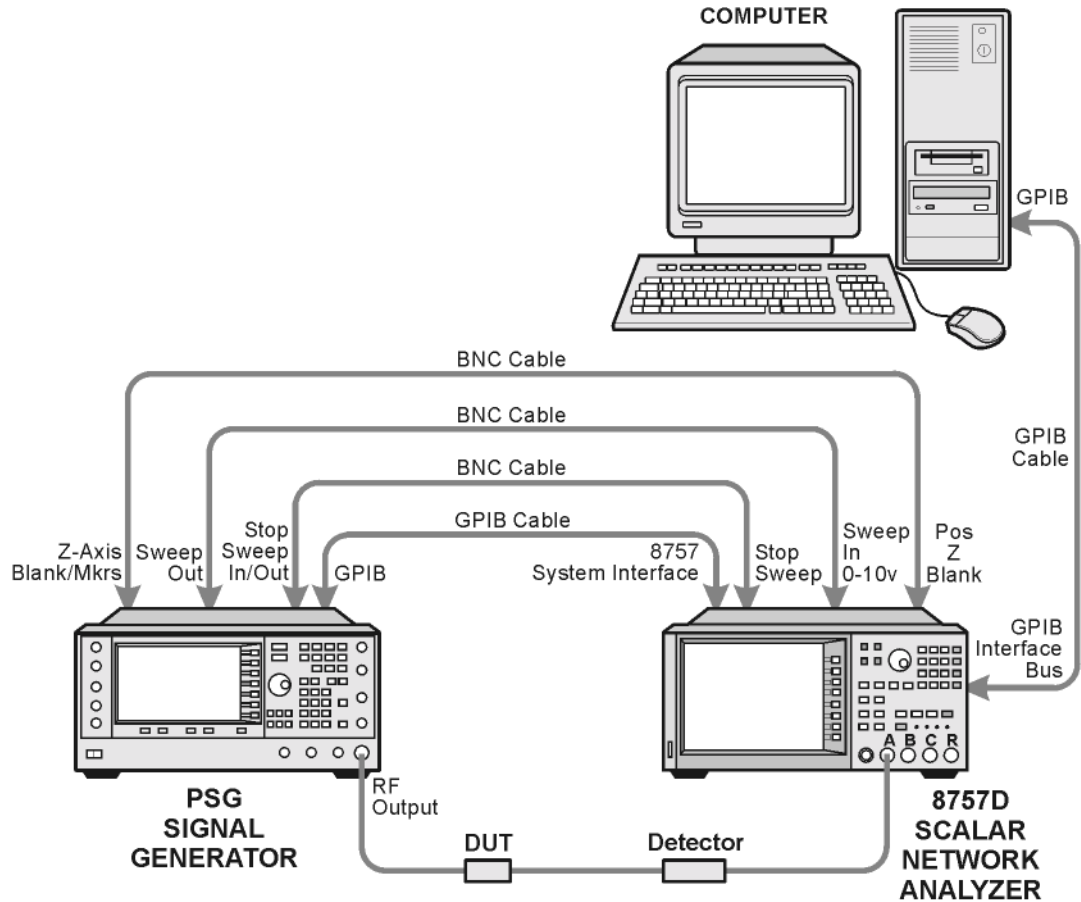 COMPUTER
GPIB
GPIB
Cable
BNC Cable
BNC Cable
BNC Cable
GPIB Cable
Z-Axis
Blank/Mkrs
Sweep
Out
Stop
Sweep
In/Out
GPIB
8757
System Interface
Stop
Sweep
Sweep
In
0-10v
Pos
Z
Blank
GPIB
Interface
Bus
A B C R
RF
Output
PSG
SIGNAL
GENERATOR
DUT
Detector
8757D
SCALAR
NETWORK
ANALYZER